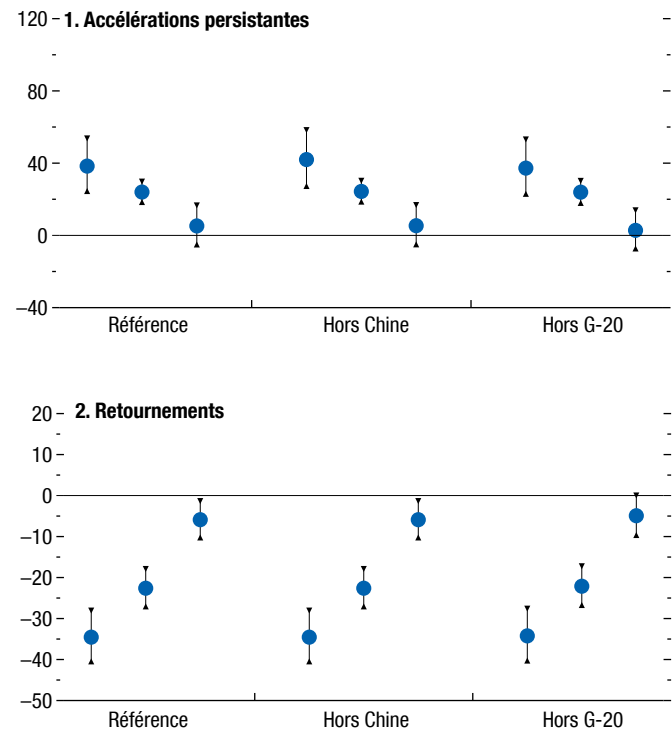 1. Accélérations persistantes
120
80
40
0
–40
Référence
Hors Chine
Hors G-20
2. Retournements
20
10
0
–10
–20
–30
–40
–50
Référence
Hors Chine
Hors G-20